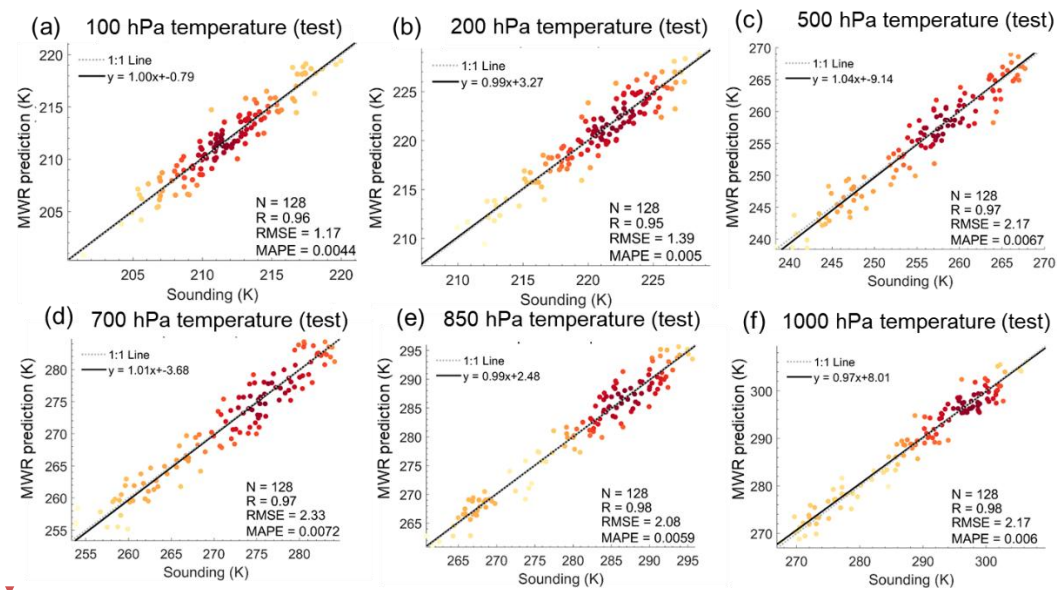 (a) 100 hPa temperature (test)
1:1 Line
y = 1.00x+-0.79
MWR prediction (K)
220
215
210
205
N = 128
R = 0.96
RMSE = 1.17
MAPE = 0.0044
205 210 215 220
Sounding (K)
(b) 200 hPa temperature (test)
1:1 Line
y = 0.99x+3.27
MWR prediction (K)
225
220
215
210
N = 128
R = 0.95
RMSE = 1.39
MAPE = 0.005
210 215 220 225
Sounding (K)
(c) 500 hPa temperature (test)
1:1 Line
y = 1.04x+-9.14
MWR prediction (K)
270
265
260
255
250
245
240
N = 128
R = 0.97
RMSE = 2.17
MAPE = 0.0067
240 245 250 255 260 265 270
Sounding (K)
(d) 700 hPa temperature (test)
1:1 Line
y = 1.01x+-3.68
MWR prediction (K)
280
275
270
265
260
255
N = 128
R = 0.97
RMSE = 2.33
MAPE = 0.0072
255 260 265 270 275 280
Sounding (K)
(e) 850 hPa temperature (test)
1:1 Line
y = 0.99x+2.48
MWR prediction (K)
295
290
285
280
275
270
265
N = 128
R = 0.98
RMSE = 2.08
MAPE = 0.0059
265 270 275 280 285 290 295
Sounding (K)
(f) 1000 hPa temperature (test)
1:1 Line
y = 0.97x+8.01
MWR prediction (K)
300
290
280
270
N = 128
R = 0.98
RMSE = 2.17
MAPE = 0.006
270 280 290 300
Sounding (K)